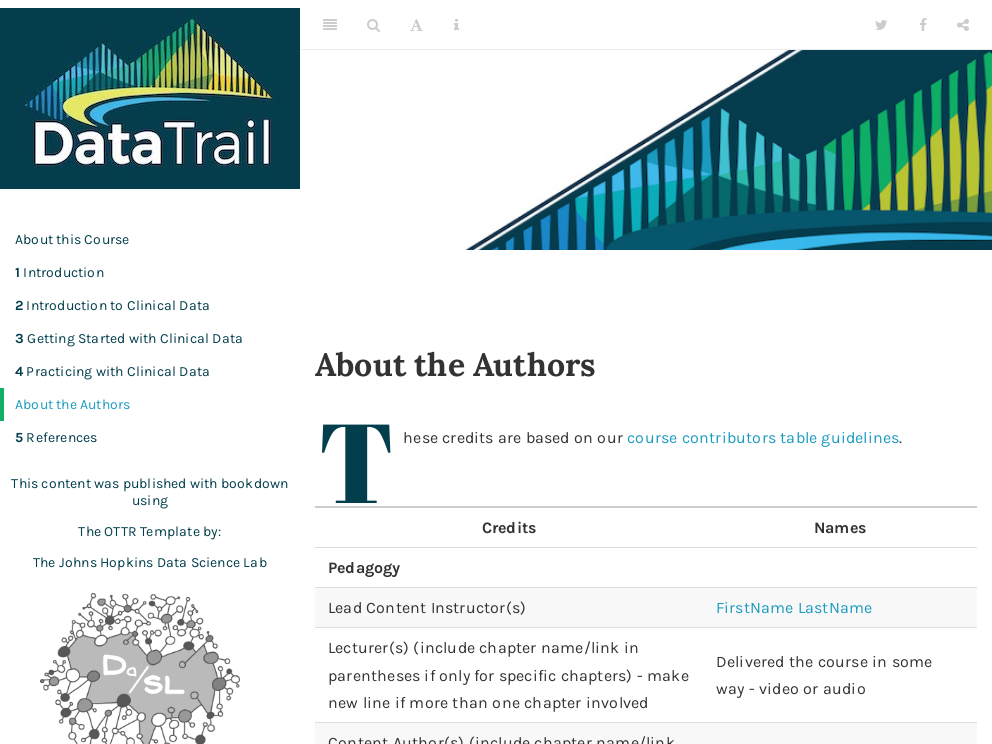 DataTrail
About this Course
1 Introduction
2 Introduction to Clinical Data
3 Getting Started with Clinical Data
4 Practicing with Clinical Data
About the Authors
5 References
This content was published with bookdown
using
The OTTR Template by:
The Johns Hopkins Data Science Lab
DaSL
About the Authors
These credits are based on our course contributors table guidelines.
Credits Names
Pedagogy
Lead Content Instructor(s) FirstName LastName
Lecturer(s) (include chapter name/link in
parentheses if only for specific chapters) - make
new line if more than one chapter involved
Delivered the course in some
way - video or audio
Content Author(s) (include chapter name/link